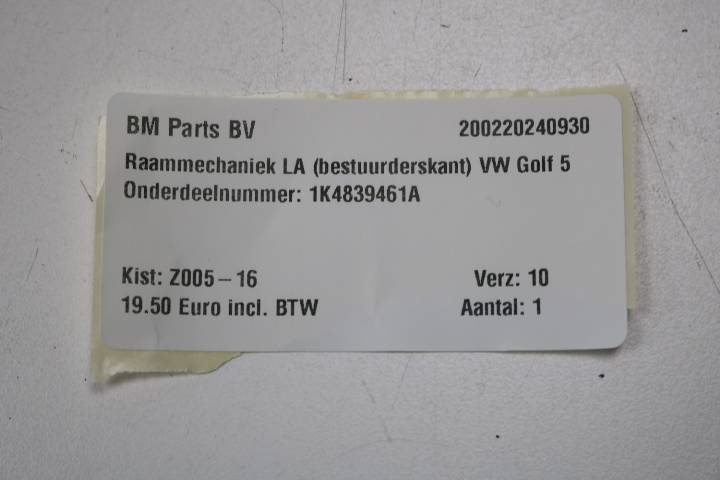 BM Parts BV 200220240930
Raammechaniek LA (bestuurderskant) VW Golf 5
Onderdeelnummer: 1K4839461A
Kist: Z005-16 Verz: 10
19.50 Euro incl. BTW Aantal: 1